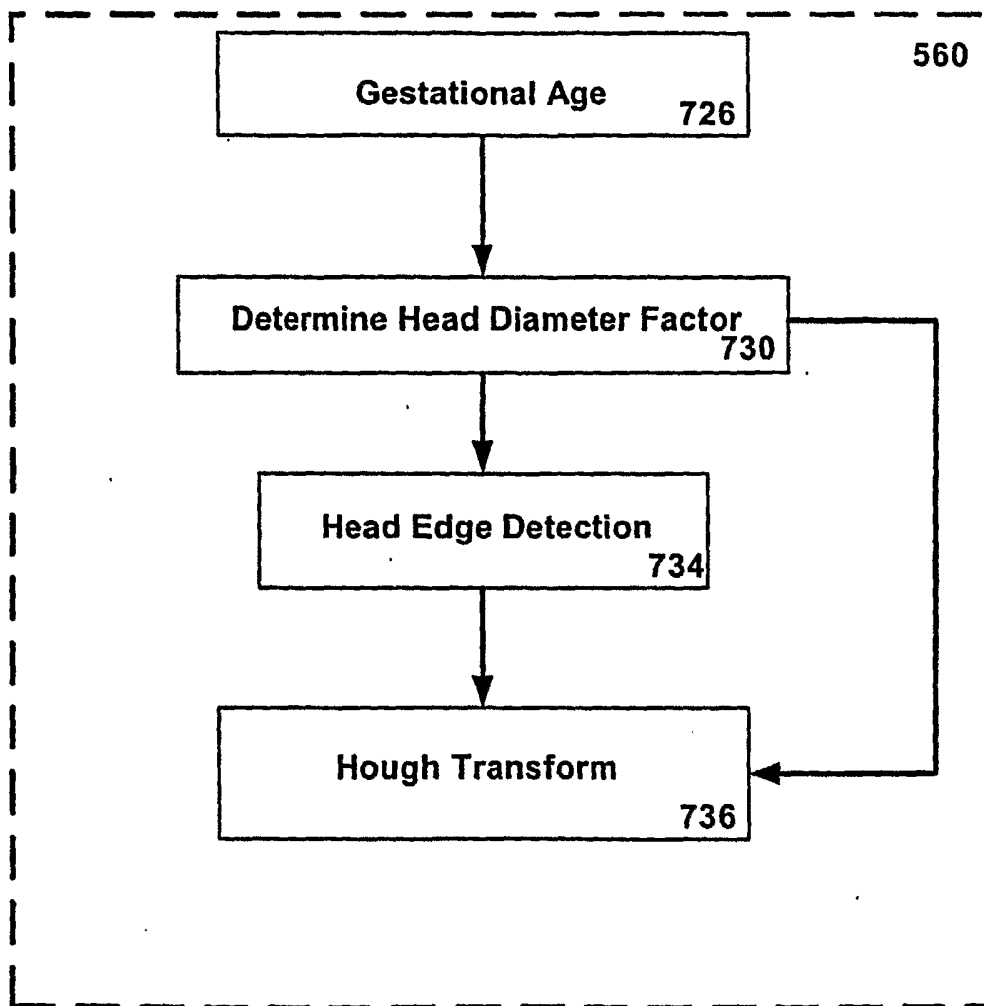 560
Gestational Age
726
Determine Head Diameter Factor
730
Head Edge Detection
734
Hough Transform
736